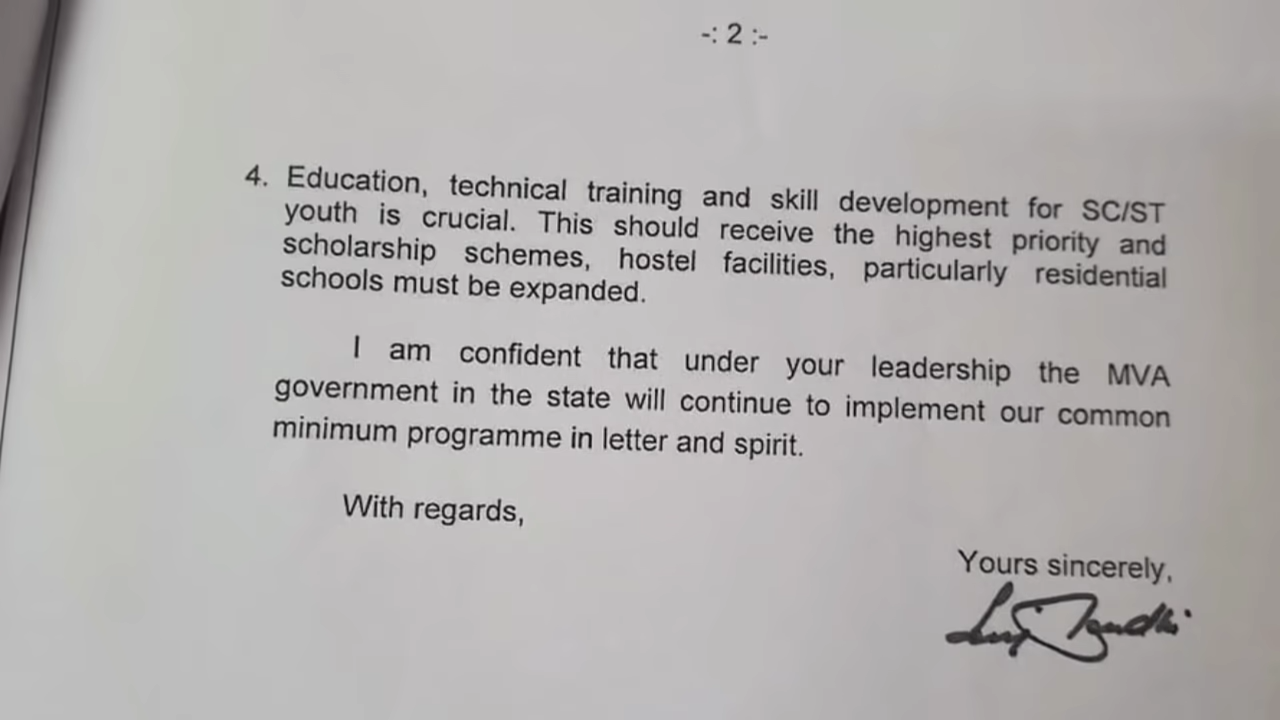 -: 2 :-
4. Education, technical training and skill development for SC/ST
youth is crucial. This should receive the highest priority and
scholarship schemes, hostel facilities, particularly residential
schools must be expanded.
I am confident that under your leadership the MVA
government in the state will continue to implement our common
minimum programme in letter and spirit.
With regards,
Yours sincerely,
Gandhi